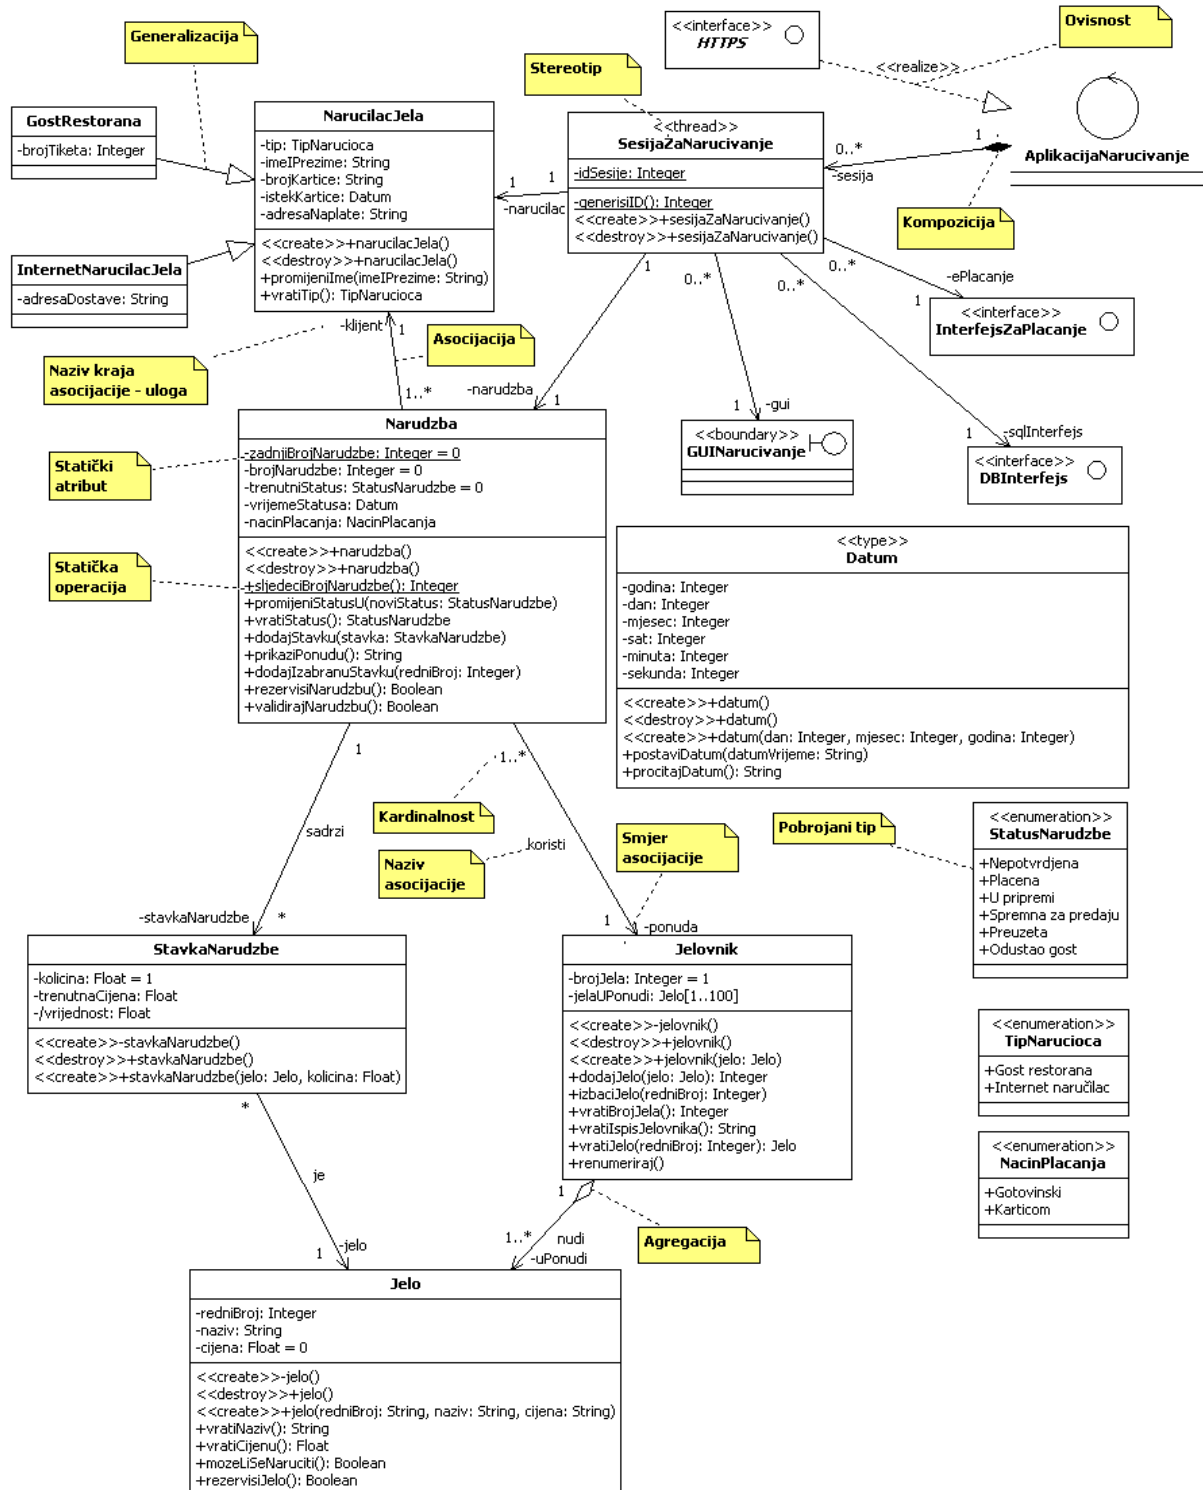 Generalizacija
<<interface>>
HTTPS
Ovisnost
Stereotip
<<realize>>
GostRestorana
-brojTiketa: Integer
NarucilacJela
-tip: TipNarucioca
-imeIPrezime: String
-brojKartice: String
-istekKartice: Datum
-adresaNaplate: String
<<create>>+narucilacJela()
<<destroy>>+narucilacJela()
+promijeniIme(imeIPrezime: String)
+vratiTip(): TipNarucioca
<<thread>>
SesijaZaNarucivanje
-idSesije: Integer
-generisiID(): Integer
<<create>>+sesijaZaNarucivanje()
<<destroy>>+sesijaZaNarucivanje()
1
0..*
-sesija
AplikacijaNarucivanje
1
1
-narucilac
Kompozicija
InternetNarucilacJela
-adresaDostave: String
1
0..*
0..*
0..*
-ePlacanje
1
<<interface>>
InterfejsZaPlacanje
-klijent
1
Asocijacija
Naziv kraja
asocijacije - uloga
1..*
-narudzba
1
1
-gui
1
-sqlInterfejs
Narudzba
-zadnjiBrojNarudzbe: Integer = 0
-brojNarudzbe: Integer = 0
-trenutniStatus: StatusNarudzbe = 0
-vrijemeStatusa: Datum
-nacinPlacanja: NacinPlacanja
<<create>>+narudzba()
<<destroy>>+narudzba()
+sljedeciBrojNarudzbe(): Integer
+promijeniStatusU(noviStatus: StatusNarudzbe)
+vratiStatus(): StatusNarudzbe
+dodajStavku(stavka: StavkaNarudzbe)
+prikaziPonudu(): String
+dodajIzabranuStavku(redniBroj: Integer)
+rezervisiNarudzbu(): Boolean
+validirajNarudzbu(): Boolean
<<boundary>>
GUINarucivanje
<<interface>>
DBInterfejs
Statički
atribut
Statička
operacija
<<type>>
Datum
-godina: Integer
-dan: Integer
-mjesec: Integer
-sat: Integer
-minuta: Integer
-sekunda: Integer
<<create>>+datum()
<<destroy>>+datum()
<<create>>+datum(dan: Integer, mjesec: Integer, godina: Integer)
+postaviDatum(datumVrijeme: String)
+procitajDatum(): String
1
1..*
Kardinalnost
sadrzi
koristi
Naziv
asocijacije
Smjer
asocijacije
Pobrojani tip
<<enumeration>>
StatusNarudzbe
+Nepotvrdjena
+Placena
+U pripremi
+Spremna za predaju
+Preuzeta
+Odustao gost
-stavkaNarudzbe
*
1
-ponuda
StavkaNarudzbe
-kolicina: Float = 1
-trenutnaCijena: Float
-/vrijednost: Float
<<create>>-stavkaNarudzbe()
<<destroy>>+stavkaNarudzbe()
<<create>>+stavkaNarudzbe(jelo: Jelo, kolicina: Float)
Jelovnik
-brojJela: Integer = 1
-jelaUPonudi: Jelo[1..100]
<<create>>-jelovnik()
<<destroy>>+jelovnik()
<<create>>+jelovnik(jelo: Jelo)
+dodajJelo(jelo: Jelo): Integer
+izbaciJelo(redniBroj: Integer)
+vratiBrojJela(): Integer
+vratiIspisJelovnika(): String
+vratiJelo(redniBroj: Integer): Jelo
+renumeriraj()
<<enumeration>>
TipNarucioca
+Gost restorana
+Internet naručilac
<<enumeration>>
NacinPlacanja
+Gotovinski
+Karticom
*
je
1
-jelo
1
1..*
nudi
-uPonudi
Agregacija
Jelo
-redniBroj: Integer
-naziv: String
-cijena: Float = 0
<<create>>-jelo()
<<destroy>>+jelo()
<<create>>+jelo(redniBroj: String, naziv: String, cijena: String)
+vratiNaziv(): String
+vratiCijenu(): Float
+mozeLiSeNaruciti(): Boolean
+rezervisiJelo(): Boolean